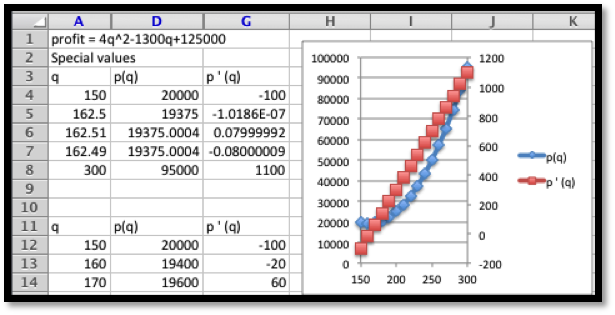 A D G H I J K
1 profit = 4q^2-1300q+125000
2 Special values
3 q p(q) p ' (q)
4 150 20000 -100
5 162.5 19375 -1.0186E-07
6 162.51 19375.0004 0.07999992
7 162.49 19375.0004 -0.08000009
8 300 95000 1100
9
10
11 q p(q) p ' (q)
12 150 20000 -100
13 160 19400 -20
14 170 19600 60
100000 1200
90000
80000 1000
70000 800
60000
50000 600
40000 400
30000
20000 200
10000 0
0 -200
150 200 250 300
p(q)
p ' (q)